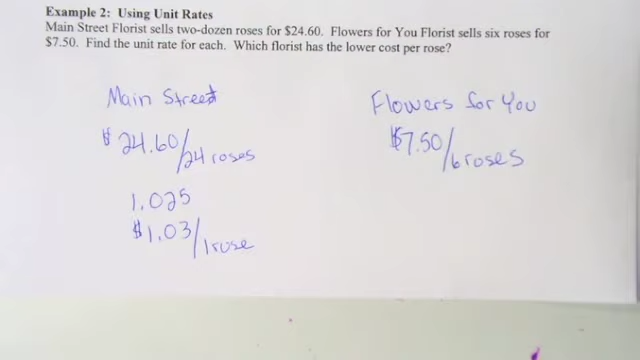 Example 2: Using Unit Rates
Main Street Florist sells two-dozen roses for $24.60. Flowers for You Florist sells six roses for
$7.50. Find the unit rate for each. Which florist has the lower cost per rose?
Main Street
$24.60/24 roses
1.025
$1.03/1 rose
Flowers for You
$7.50/6 roses